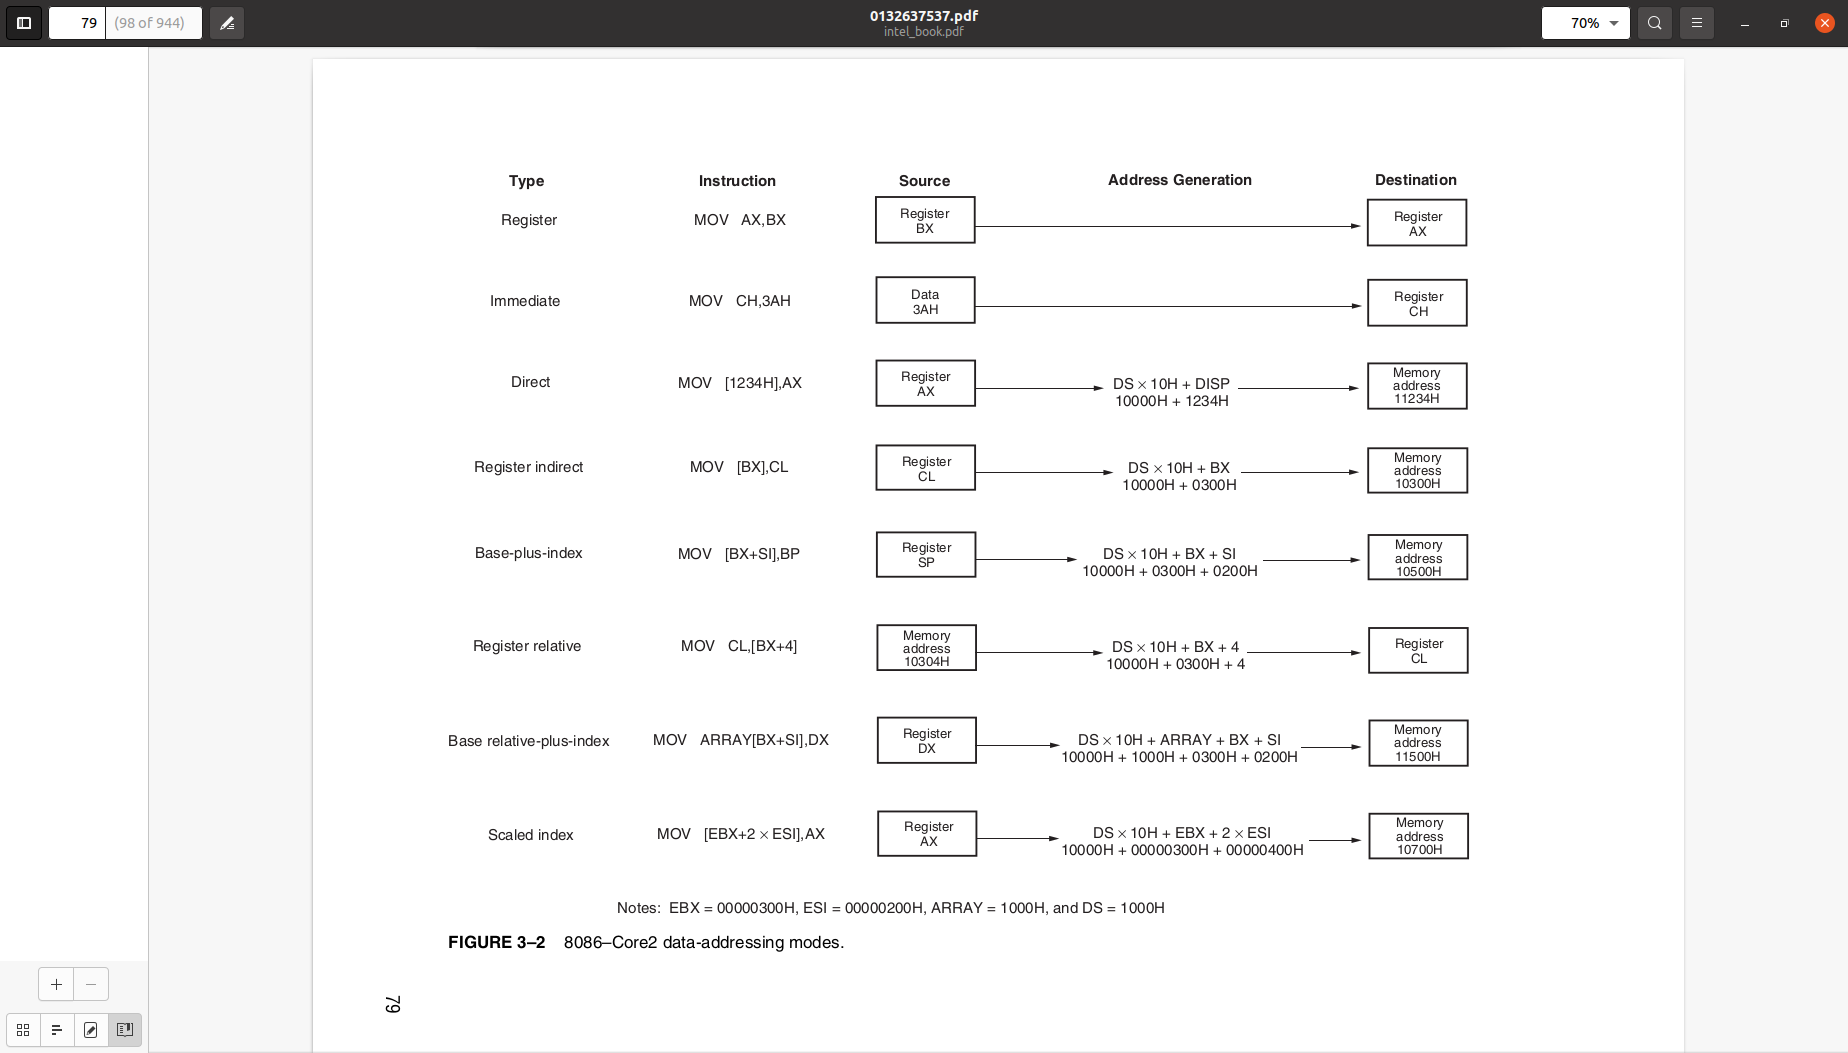 79 (98 of 944)
0132637537.pdf
intel_book.pdf
70%
Type Instruction Source Address Generation Destination
Register MOV AX,BX Register BX Register AX
Immediate MOV CH,3AH Data 3AH Register CH
Direct MOV [1234H],AX Register AX DS × 10H + DISP 10000H + 1234H Memory address 11234H
Register indirect MOV [BX],CL Register CL DS × 10H + BX 10000H + 0300H Memory address 10300H
Base-plus-index MOV [BX+SI],BP Register SP DS × 10H + BX + SI 10000H + 0300H + 0200H Memory address 10500H
Register relative MOV CL,[BX+4] Memory address 10304H DS × 10H + BX + 4 10000H + 0300H + 4 Register CL
Base relative-plus-index MOV ARRAY[BX+SI],DX Register DX DS × 10H + ARRAY + BX + SI 10000H + 1000H + 0300H + 0200H Memory address 11500H
Scaled index MOV [EBX+2 × ESI],AX Register AX DS × 10H + EBX + 2 × ESI 10000H + 00000300H + 00000400H Memory address 10700H
Notes: EBX = 00000300H, ESI = 00000200H, ARRAY = 1000H, and DS = 1000H
FIGURE 3–2 8086–Core2 data-addressing modes.
79